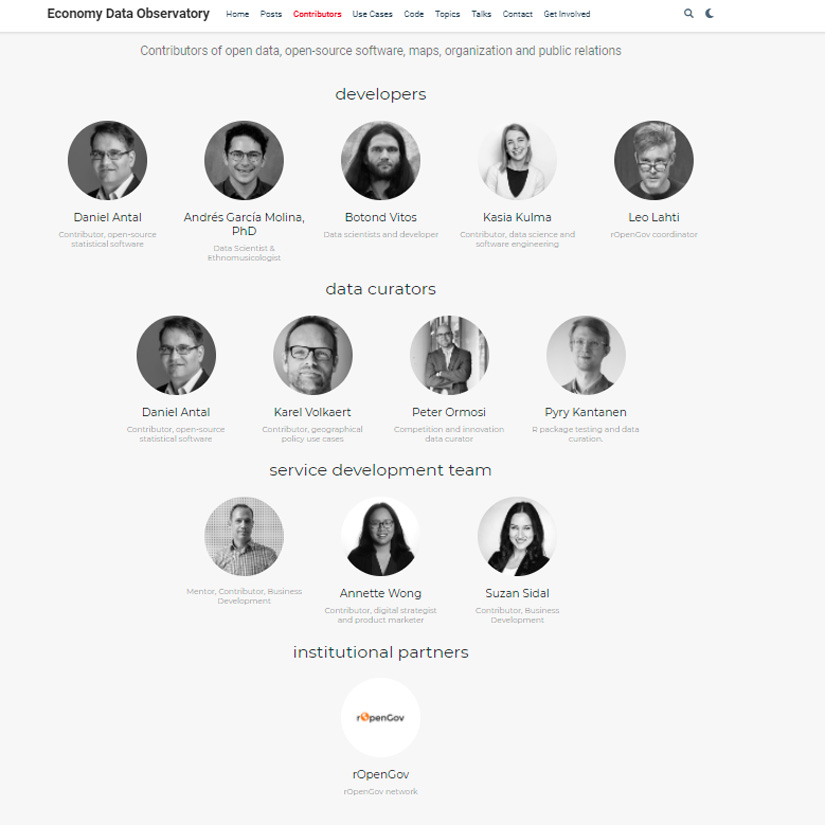 Economy Data Observatory Home Posts Contributors Use Cases Code Topics Talks Contact Get Involved
Contributors of open data, open-source software, maps, organization and public relations
developers
Daniel Antal
Contributor, open-source
statistical software
Andrés García Molina,
PhD
Data Scientist &
Ethnomusicologist
Botond Vitos
Data scientists and developer
Kasia Kulma
Contributor, data science and
software engineering
Leo Lahti
rOpenGov coordinator
data curators
Daniel Antal
Contributor, open-source
statistical software
Karel Volkaert
Contributor, geographical
policy use cases
Peter Ormosi
Competition and innovation
data curator
Pyry Kantanen
R package testing and data
curation.
service development team
Mentor, Contributor, Business
Development
Annette Wong
Contributor, digital strategist
and product marketer
Suzan Sidal
Contributor, Business
Development
institutional partners
rOpenGov
rOpenGov
rOpenGov network